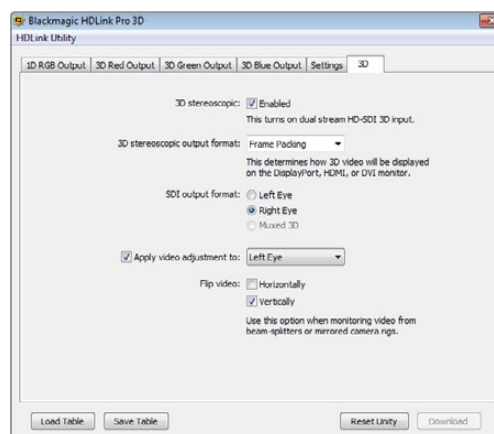 Blackmagic HDLink Pro 3D
HDLink Utility
1D RGB Output 3D Red Output 3D Green Output 3D Blue Output Settings 3D
3D stereoscopic: Enabled
This turns on dual stream HD-SDI 3D input.
3D stereoscopic output format: Frame Packing
This determines how 3D video will be displayed
on the DisplayPort, HDMI, or DVI monitor.
SDI output format: Left Eye
Right Eye
Muxed 3D
Apply video adjustment to: Left Eye
Flip video: Horizontally
Vertically
Use this option when monitoring video from
beam-splitters or mirrored camera rigs.
Load Table Save Table Reset Unity Download